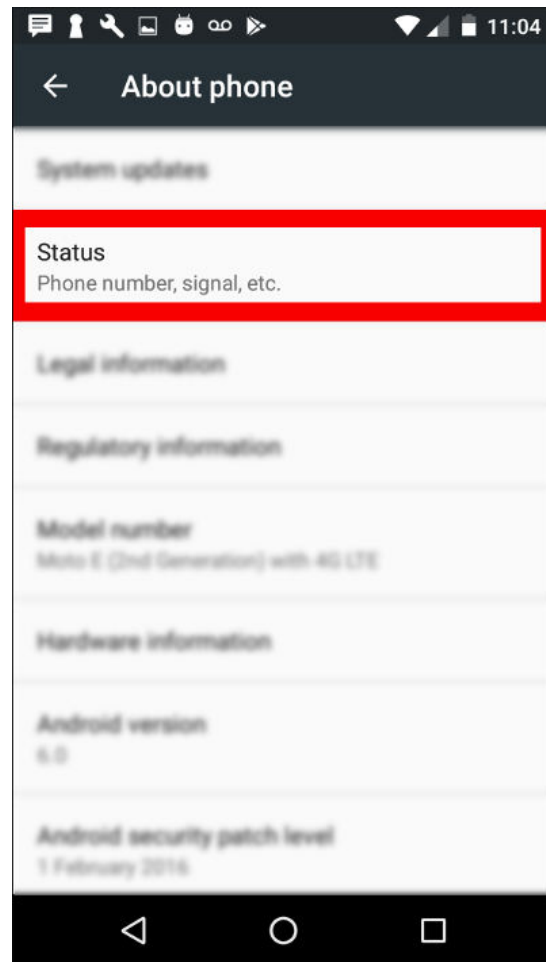 11:04
About phone
System updates
Status
Phone number, signal, etc.
Legal information
Regulatory information
Model number
Moto E (2nd Generation) with 4G LTE
Hardware information
Android version
6.0
Android security patch level
1 February 2016